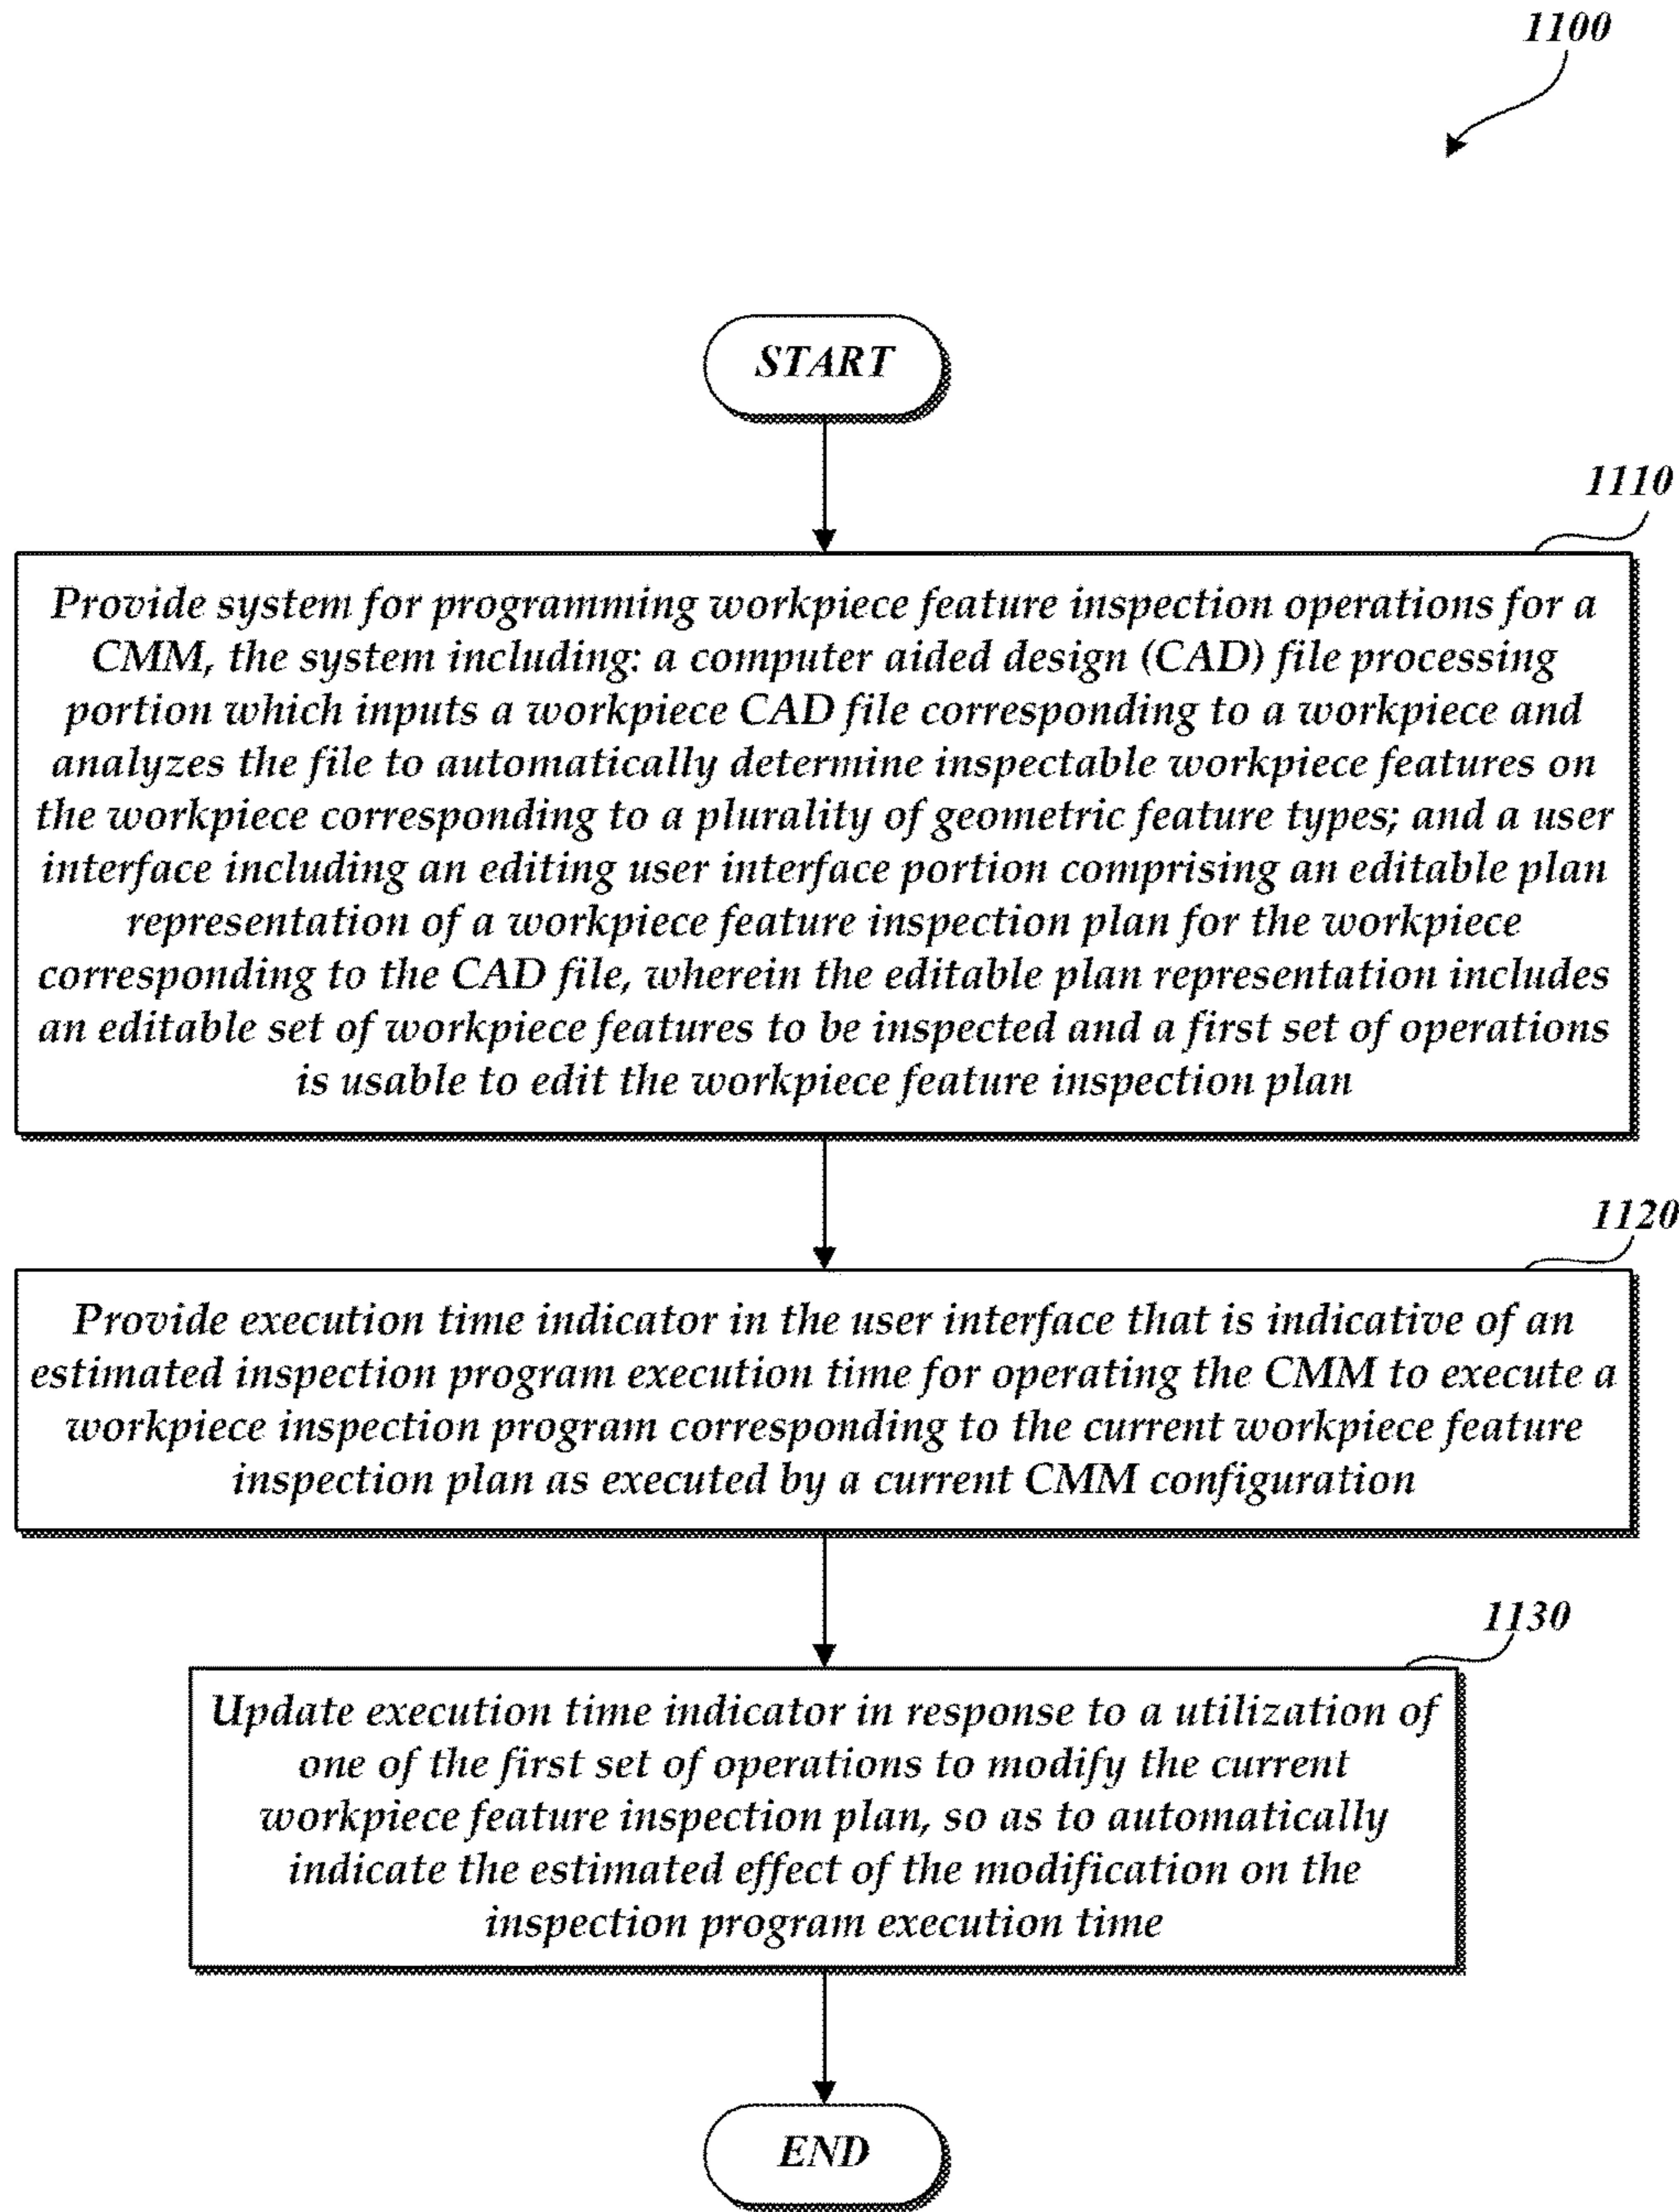 1100
START
1110
Provide system for programming workpiece feature inspection operations for a
CMM, the system including: a computer aided design (CAD) file processing
portion which inputs a workpiece CAD file corresponding to a workpiece and
analyzes the file to automatically determine inspectable workpiece features on
the workpiece corresponding to a plurality of geometric feature types; and a user
interface including an editing user interface portion comprising an editable plan
representation of a workpiece feature inspection plan for the workpiece
corresponding to the CAD file, wherein the editable plan representation includes
an editable set of workpiece features to be inspected and a first set of operations
is usable to edit the workpiece feature inspection plan
1120
Provide execution time indicator in the user interface that is indicative of an
estimated inspection program execution time for operating the CMM to execute a
workpiece inspection program corresponding to the current workpiece feature
inspection plan as executed by a current CMM configuration
1130
Update execution time indicator in response to a utilization of
one of the first set of operations to modify the current
workpiece feature inspection plan, so as to automatically
indicate the estimated effect of the modification on the
inspection program execution time
END